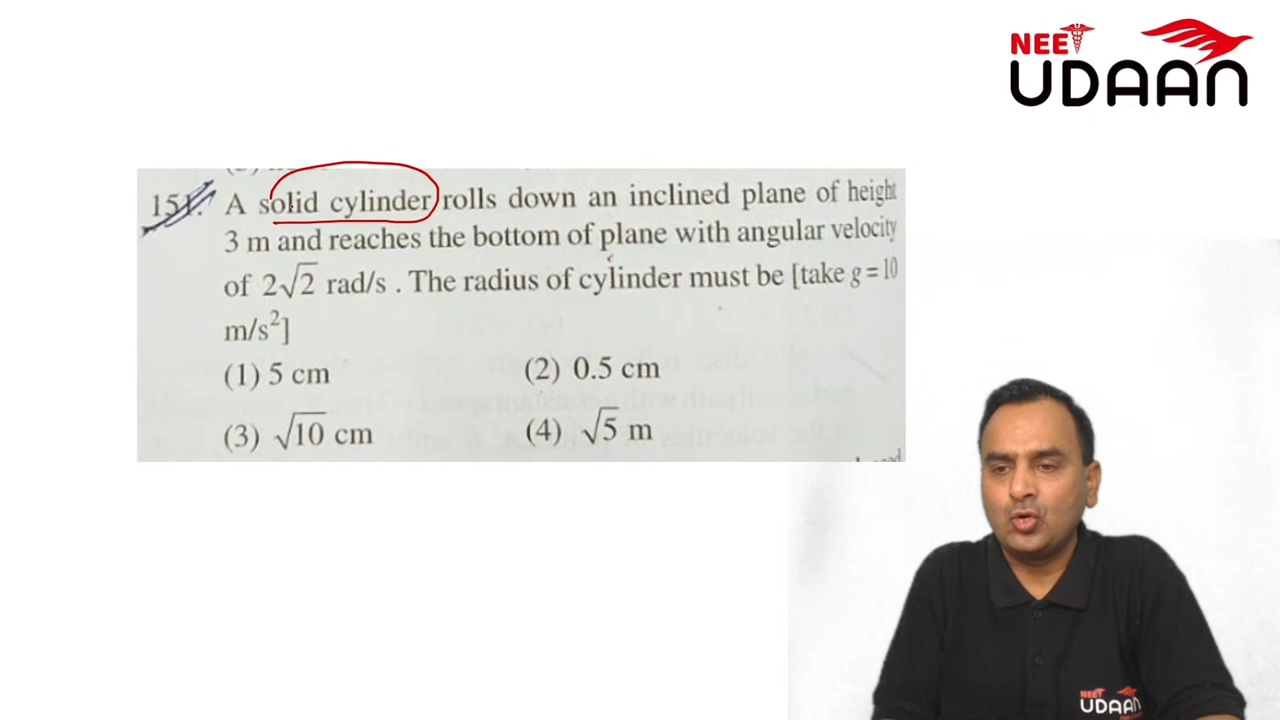 NEET
UDAAN
151. A solid cylinder rolls down an inclined plane of height
3 m and reaches the bottom of plane with angular velocity
of 2√2 rad/s . The radius of cylinder must be [take g = 10
m/s²]
(1) 5 cm (2) 0.5 cm
(3) √10 cm (4) √5 m
NEET
UDAAN